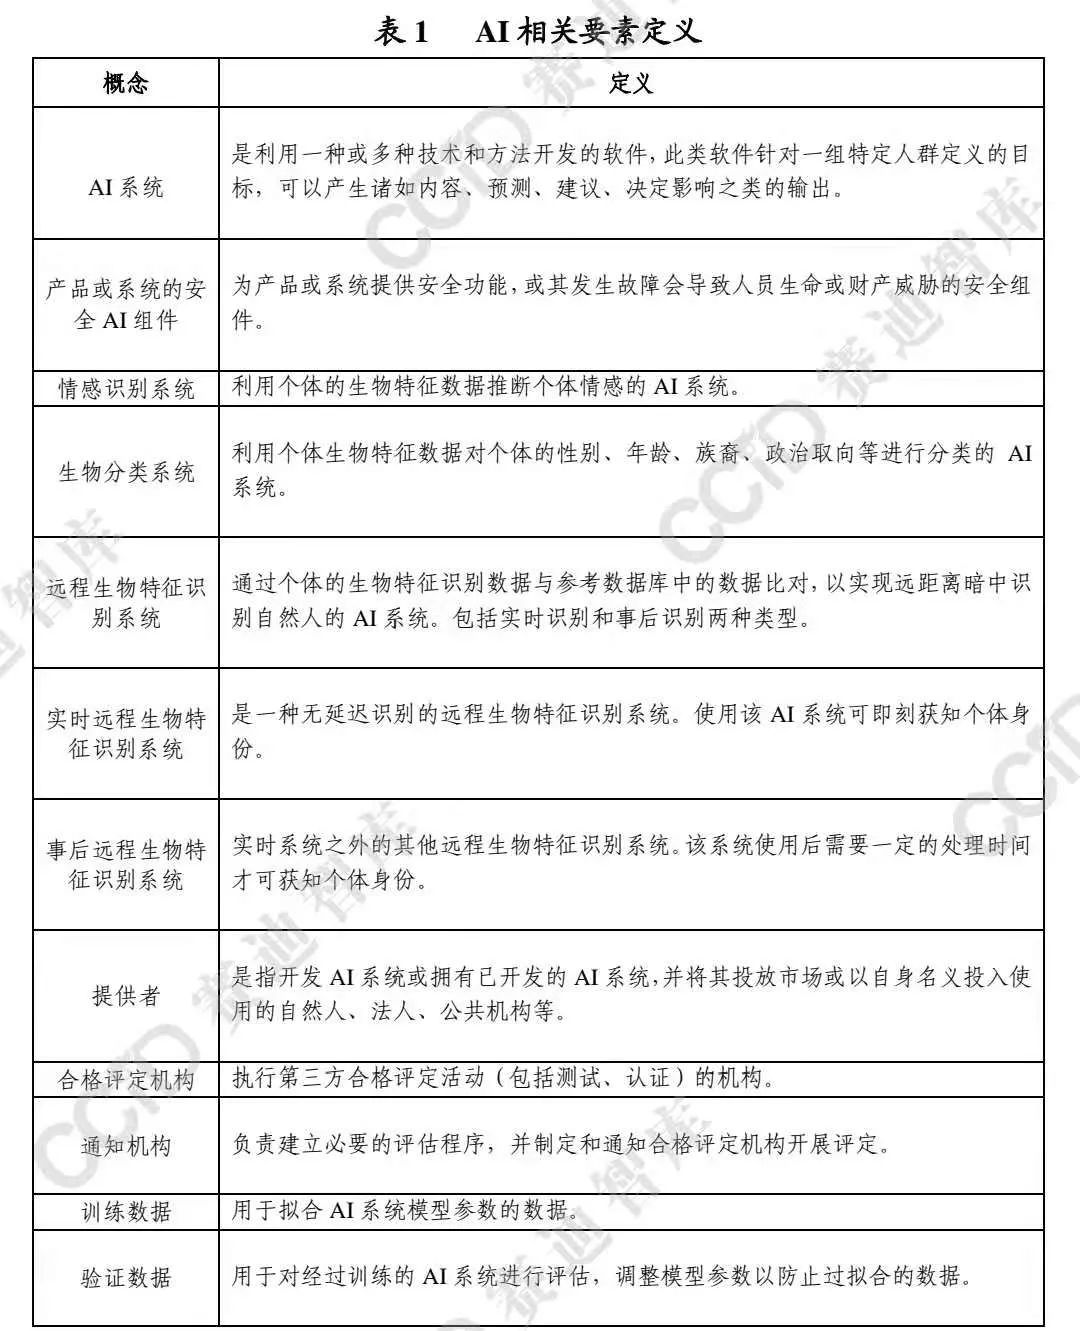 表 1 AI 相关要素定义
概念 定义
AI 系统
是利用一种或多种技术和方法开发的软件，此类软件针对一组特定人群定义的目
标，可以产生诸如内容、预测、建议、决定影响之类的输出。
产品或系统的安
全 AI 组件
为产品或系统提供安全功能，或其发生故障会导致人员生命或财产威胁的安全组
件。
情感识别系统
利用个体的生物特征数据推断个体情感的 AI 系统。
生物分类系统
利用个体生物特征数据对个体的性别、年龄、族裔、政治取向等进行分类的 AI
系统。
远程生物特征识
别系统
通过个体的生物特征识别数据与参考数据库中的数据比对，以实现远距离暗中识
别自然人的 AI 系统。包括实时识别和事后识别两种类型。
实时远程生物特
征识别系统
是一种无延迟识别的远程生物特征识别系统。使用该 AI 系统可即刻获知个体身
份。
事后远程生物特
征识别系统
实时系统之外的其他远程生物特征识别系统。该系统使用后需要一定的处理时间
才可获知个体身份。
提供者
是指开发 AI 系统或拥有已开发的 AI 系统，并将其投放市场或以自身名义投入使
用的自然人、法人、公共机构等。
合格评定机构
执行第三方合格评定活动（包括测试、认证）的机构。
通知机构
负责建立必要的评估程序，并制定和通知合格评定机构开展评定。
训练数据
用于拟合 AI 系统模型参数的数据。
验证数据
用于对经过训练的 AI 系统进行评估，调整模型参数以防止过拟合的数据。
CCID 赛迪智库
CCID 赛迪智库
迪智库
CCID
CCID 赛迪智库
CCID 赛迪智库